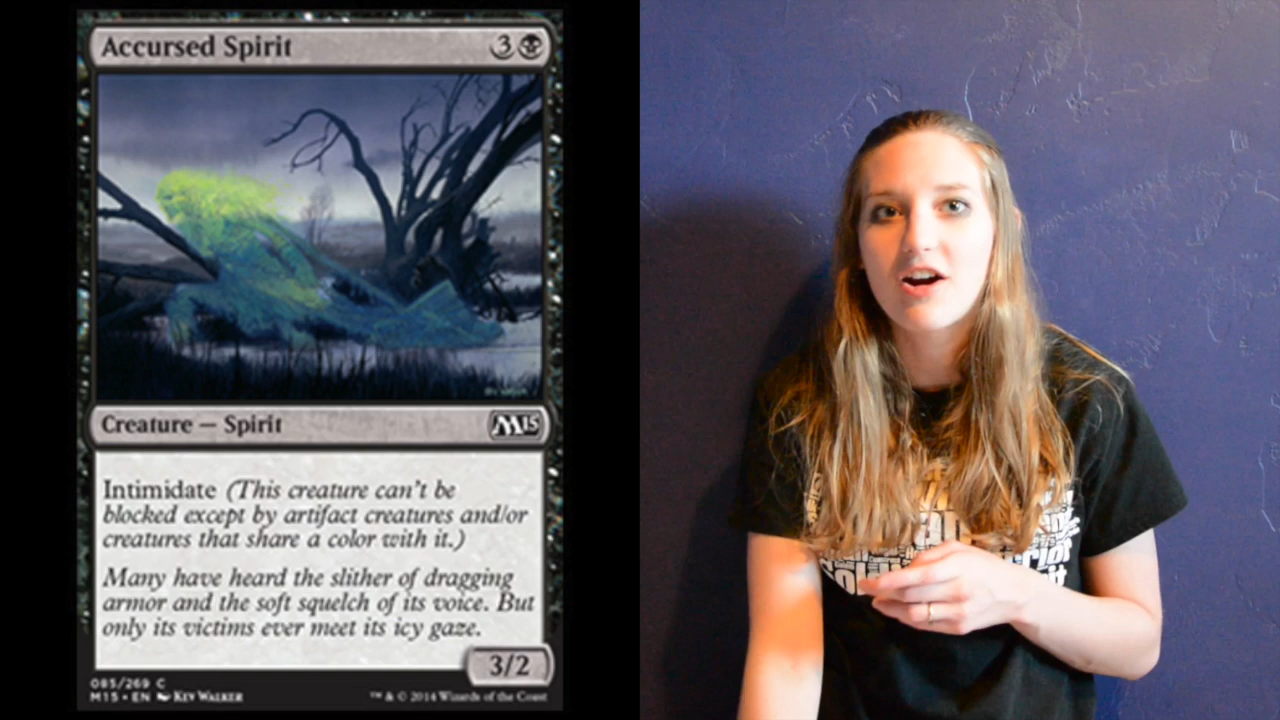 Accursed Spirit 3
Creature — Spirit M15
Intimidate (This creature can't be
blocked except by artifact creatures and/or
creatures that share a color with it.)
Many have heard the slither of dragging
armor and the soft squelch of its voice. But
only its victims ever meet its icy gaze.
3/2
085/269 C
M15 • EN KEV WALKER
™ & © 2014 Wizards of the Coast